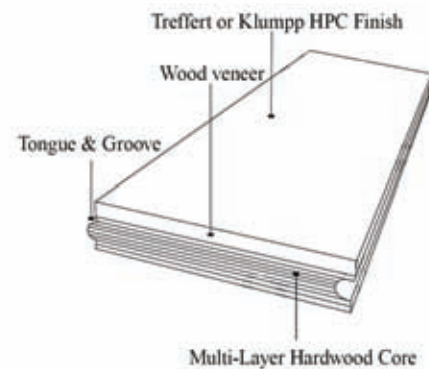 Treffert or Klumpp HPC Finish
Wood veneer
Tongue & Groove
Multi-Layer Hardwood Core